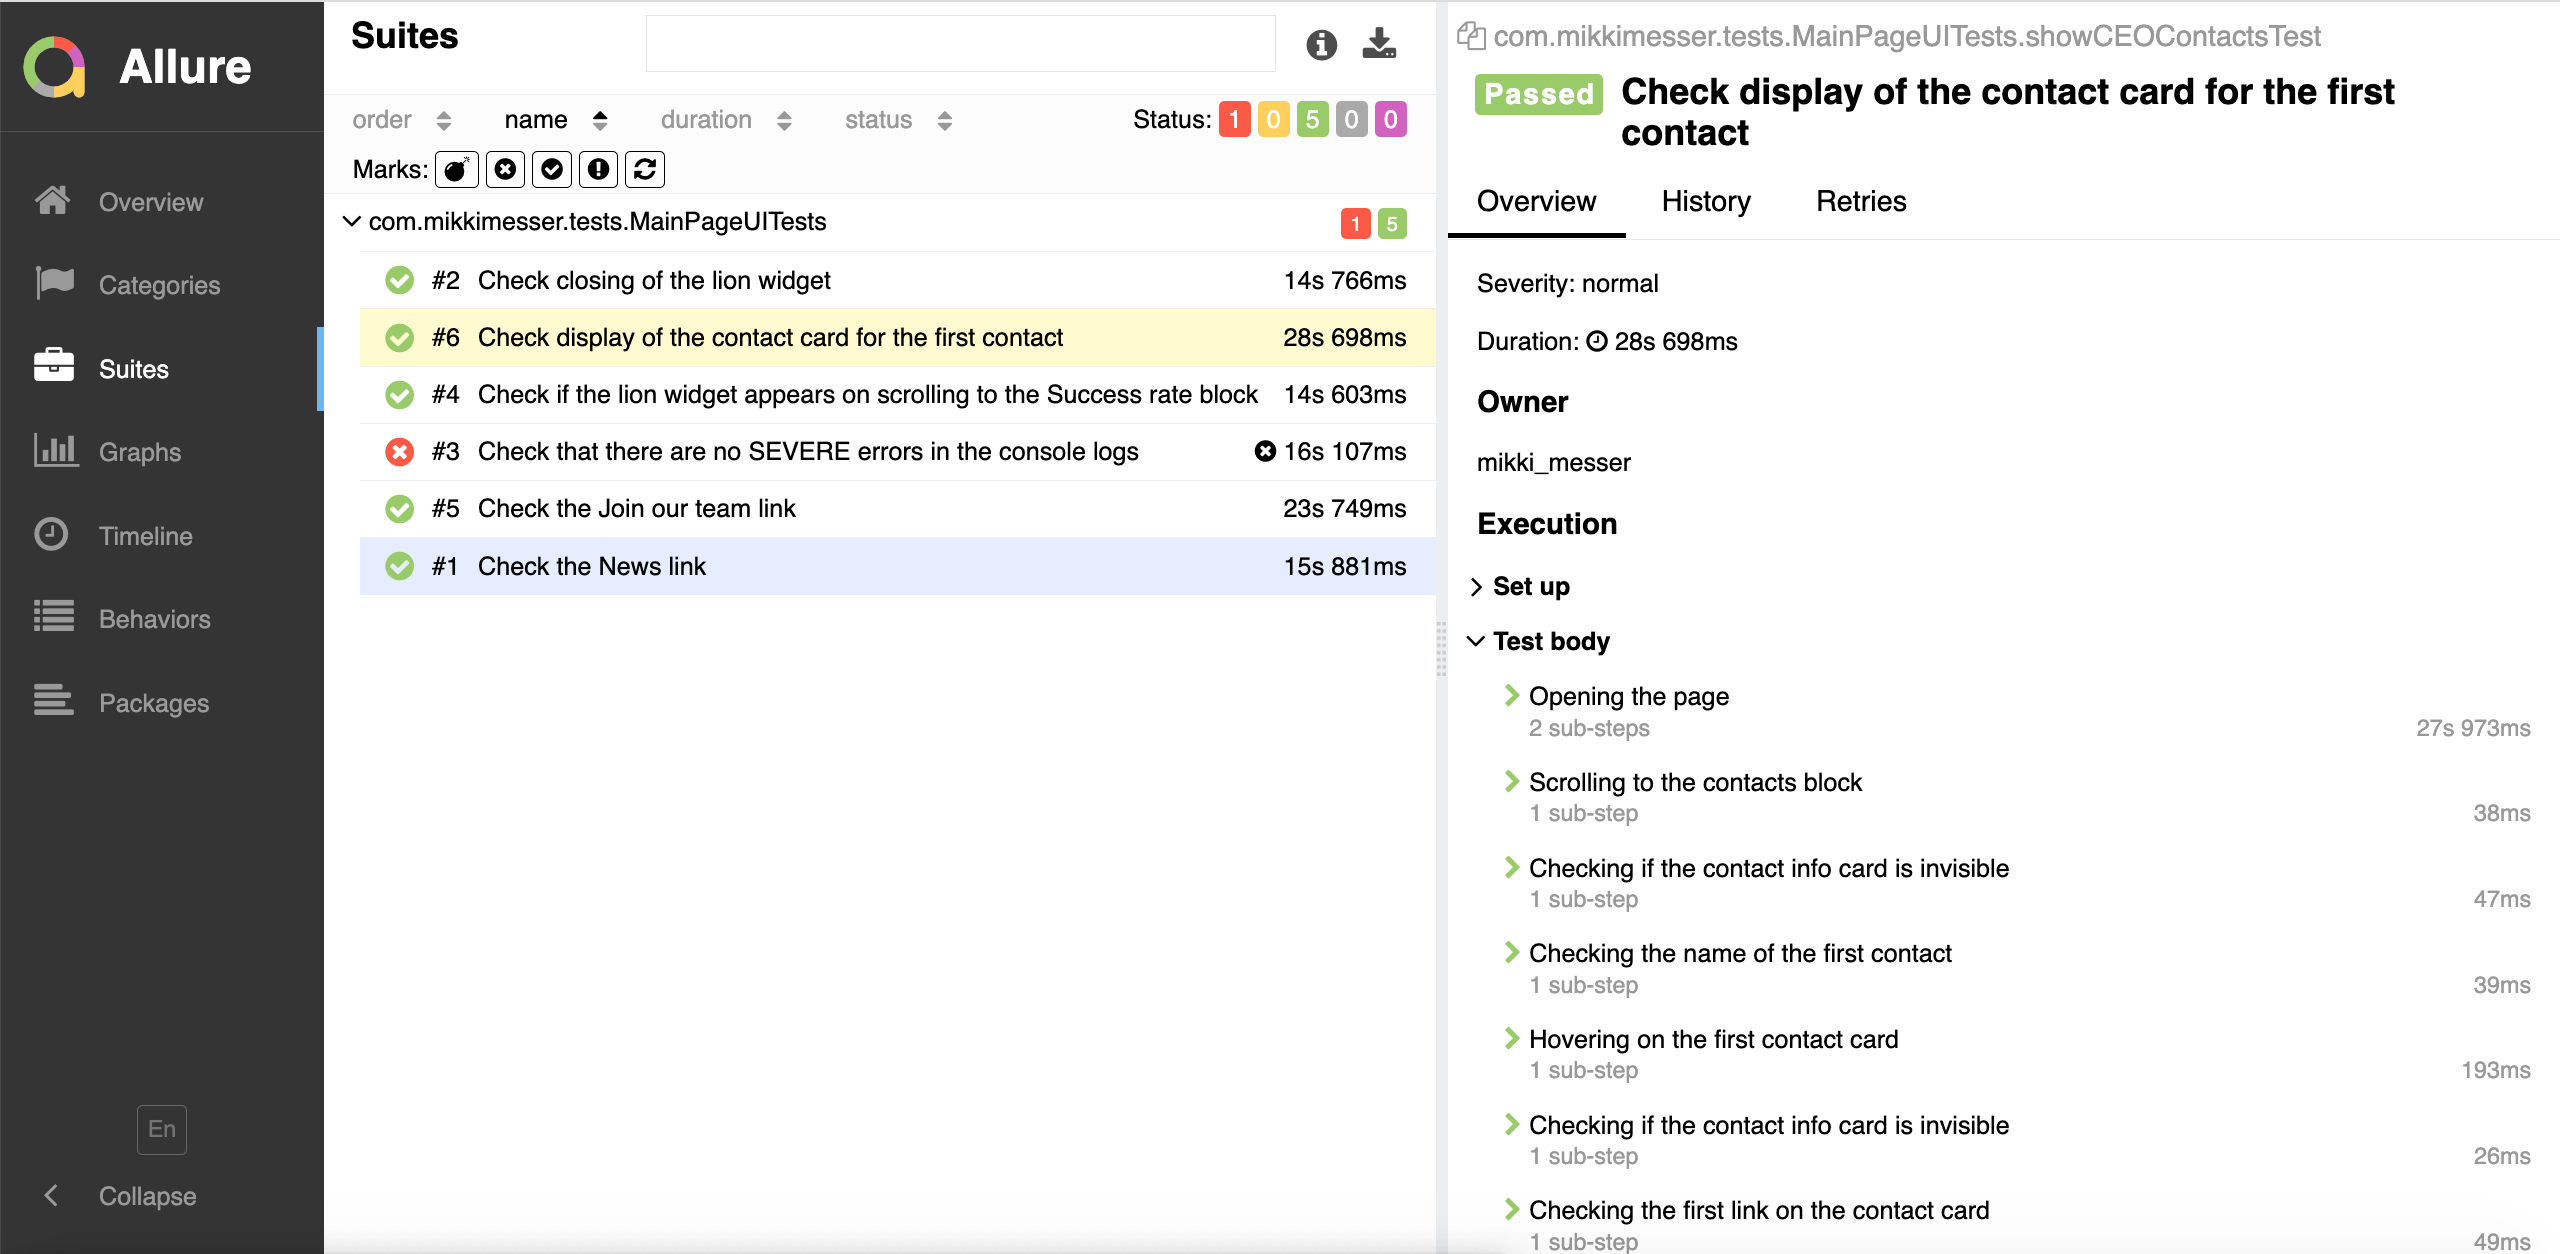 Allure
Overview
Categories
Suites
Graphs
Timeline
Behaviors
Packages
En
Collapse
Suites
order name duration status Status: 1 0 5 0 0
Marks:
com.mikkimesser.tests.MainPageUITests 1 5
#2 Check closing of the lion widget 14s 766ms
#6 Check display of the contact card for the first contact 28s 698ms
#4 Check if the lion widget appears on scrolling to the Success rate block 14s 603ms
#3 Check that there are no SEVERE errors in the console logs 16s 107ms
#5 Check the Join our team link 23s 749ms
#1 Check the News link 15s 881ms
com.mikkimesser.tests.MainPageUITests.showCEOContactsTest
Passed Check display of the contact card for the first
contact
Overview History Retries
Severity: normal
Duration: 28s 698ms
Owner
mikki_messer
Execution
Set up
Test body
Opening the page
2 sub-steps 27s 973ms
Scrolling to the contacts block
1 sub-step 38ms
Checking if the contact info card is invisible
1 sub-step 47ms
Checking the name of the first contact
1 sub-step 39ms
Hovering on the first contact card
1 sub-step 193ms
Checking if the contact info card is invisible
1 sub-step 26ms
Checking the first link on the contact card
1 sub-step 49ms